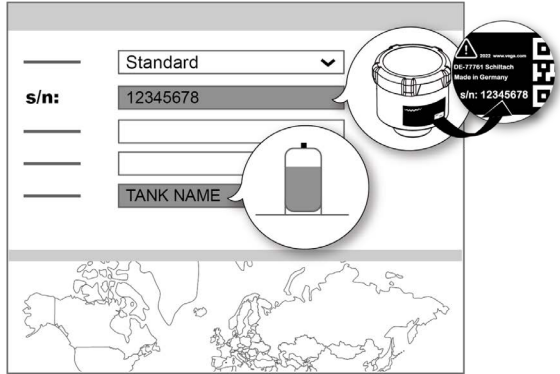 Standard
s/n:
12345678
TANK NAME
2022 www.vega.com
DE-77761 Schiltach
Made in Germany
s/n: 12345678